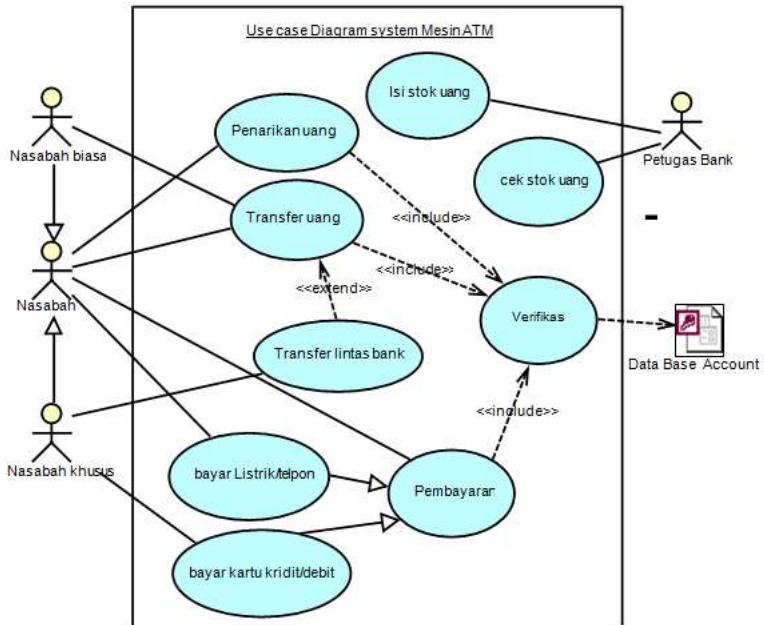 Use case Diagram system Mesin ATM
Isi stok uang
Penarikan uang
Nasabah biasa
Petugas Bank
cek stok uang
Transfer uang
<<include>>
<<include>>
<<extend>>
Nasabah
Verifikas
Transfer lintas bank
Data Base Account
<<include>>
Nasabah khusus
bayar Listrik/telpon
Pembayaran
bayar kartu kridit/debit